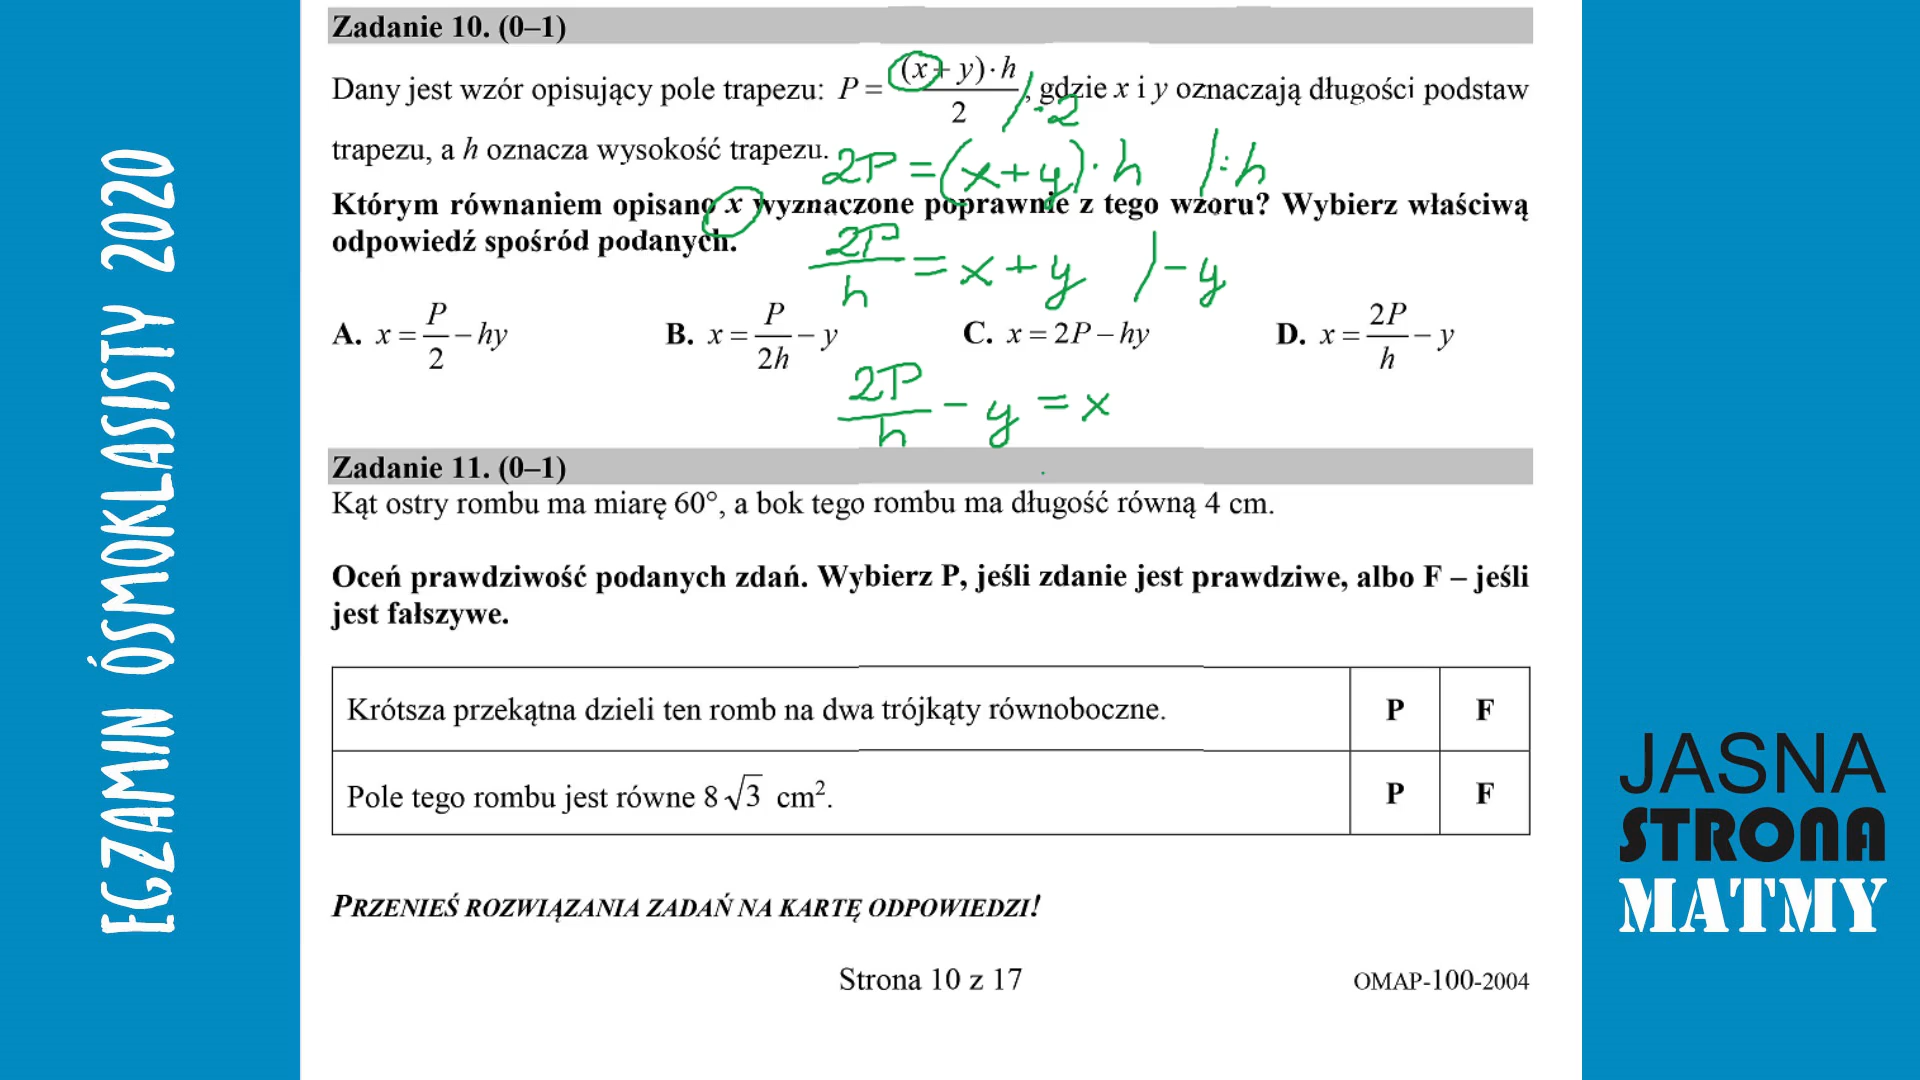 EGZAMIN ÓSMOKLASISTY 2020
Zadanie 10. (0–1)
Dany jest wzór opisujący pole trapezu: P = (x + y) · h / 2, gdzie x i y oznaczają długości podstaw
/ · 2
trapezu, a h oznacza wysokość trapezu.
2P = (x + y) · h /: h
Którym równaniem opisano x wyznaczone poprawnie z tego wzoru? Wybierz właściwą
odpowiedź spośród podanych.
2P/h = x + y / - y
A. x = P/2 – hy B. x = P/2h – y C. x = 2P – hy D. x = 2P/h – y
2P/h - y = x
Zadanie 11. (0–1)
Kąt ostry rombu ma miarę 60°, a bok tego rombu ma długość równą 4 cm.
Oceń prawdziwość podanych zdań. Wybierz P, jeśli zdanie jest prawdziwe, albo F – jeśli
jest fałszywe.
Krótsza przekątna dzieli ten romb na dwa trójkąty równoboczne. P F
Pole tego rombu jest równe 8√3 cm². P F
PRZENIEŚ ROZWIĄZANIA ZADAŃ NA KARTĘ ODPOWIEDZI!
Strona 10 z 17 OMAP-100-2004
JASNA
STRONA
MATMY